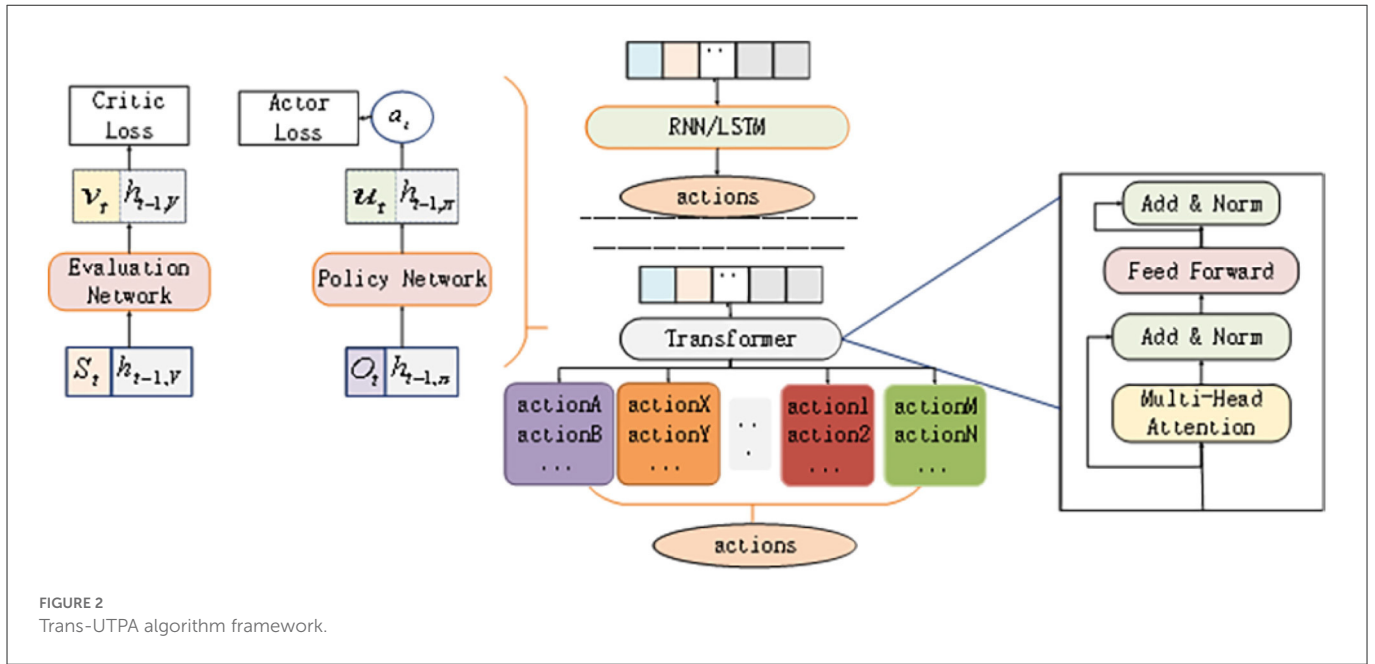 Critic
Loss
Actor
Loss
a_t
v_t h_{t-1,V}
u_t h_{t-1,π}
Evaluation
Network
Policy Network
S_t h_{t-1,V}
O_t h_{t-1,π}
..
RNN/LSTM
actions
..
Transformer
actionA
actionB
...
actionX
actionY
...
..
.
action1
action2
...
actionM
actionN
...
actions
Add & Norm
Feed Forward
Add & Norm
Multi-Head
Attention
FIGURE 2
Trans-UTPA algorithm framework.